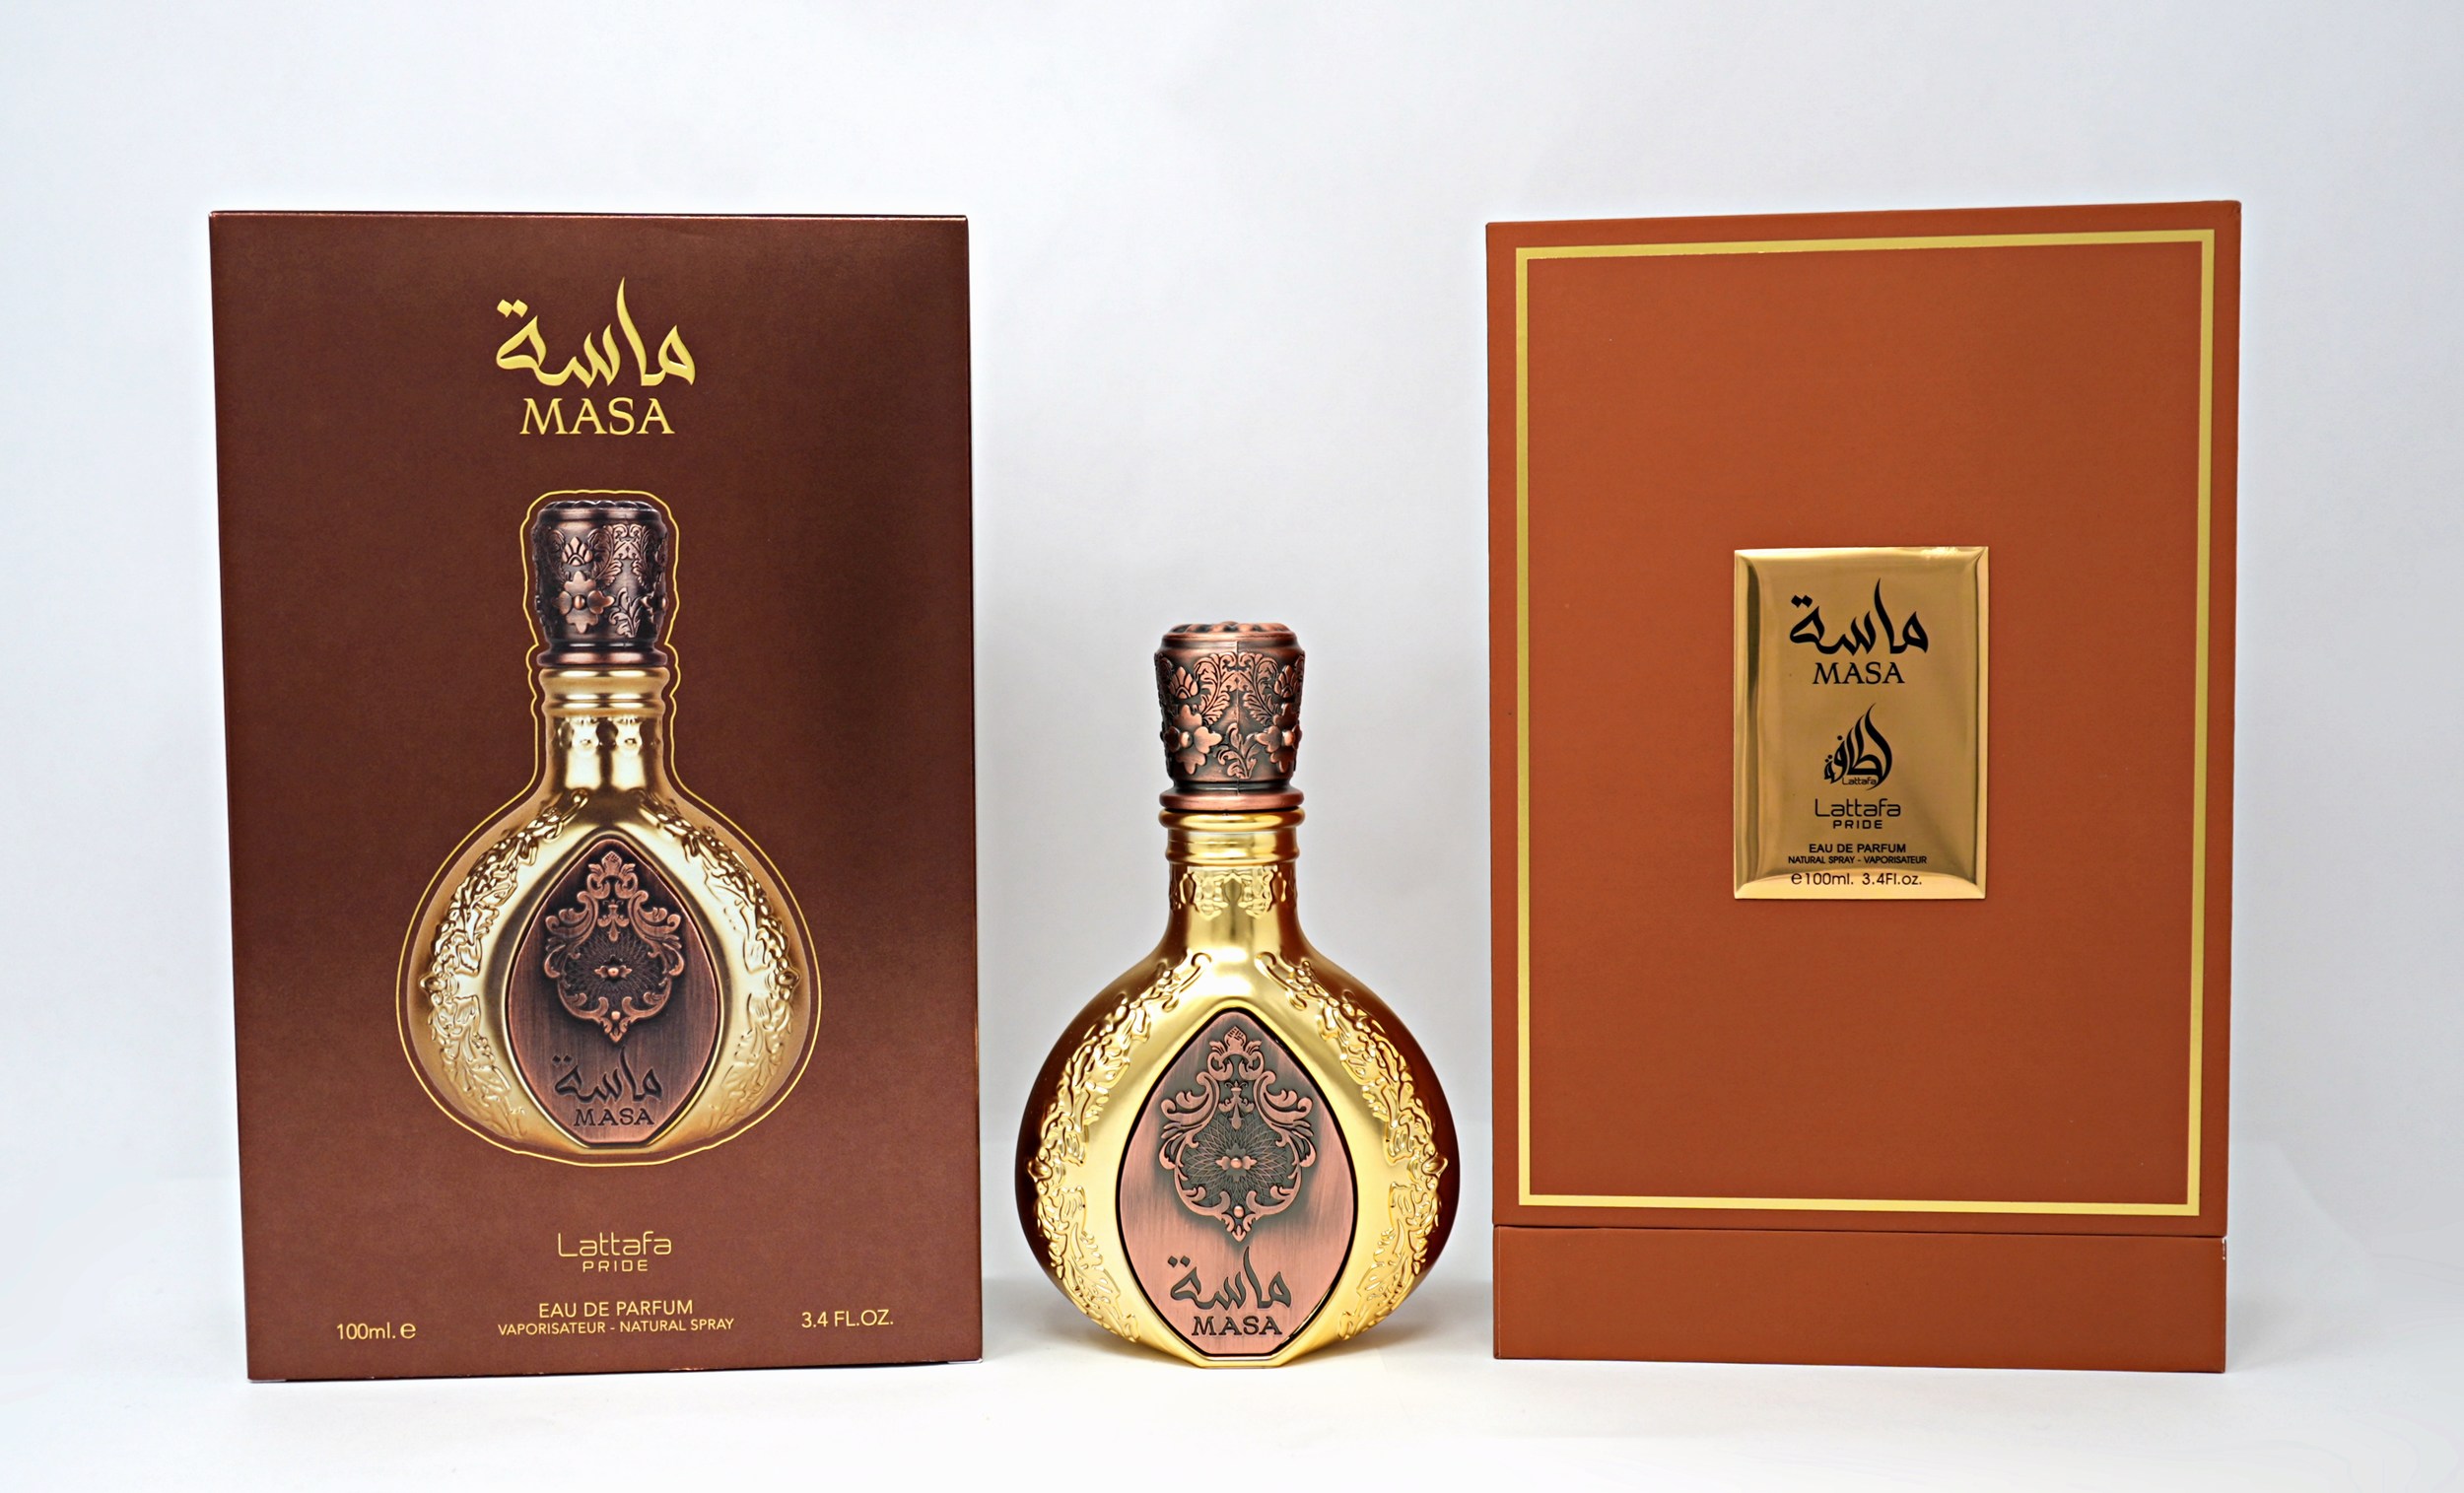 ماسة
MASA
ماسة
MASA
Lattafa
PRIDE
100ml. e
EAU DE PARFUM
VAPORISATEUR - NATURAL SPRAY
3.4 FL.OZ.
ماسة
MASA
ماسة
MASA
لطافة
Lattafa
Lattafa
PRIDE
EAU DE PARFUM
NATURAL SPRAY - VAPORISATEUR
e100ml. 3.4Fl.oz.